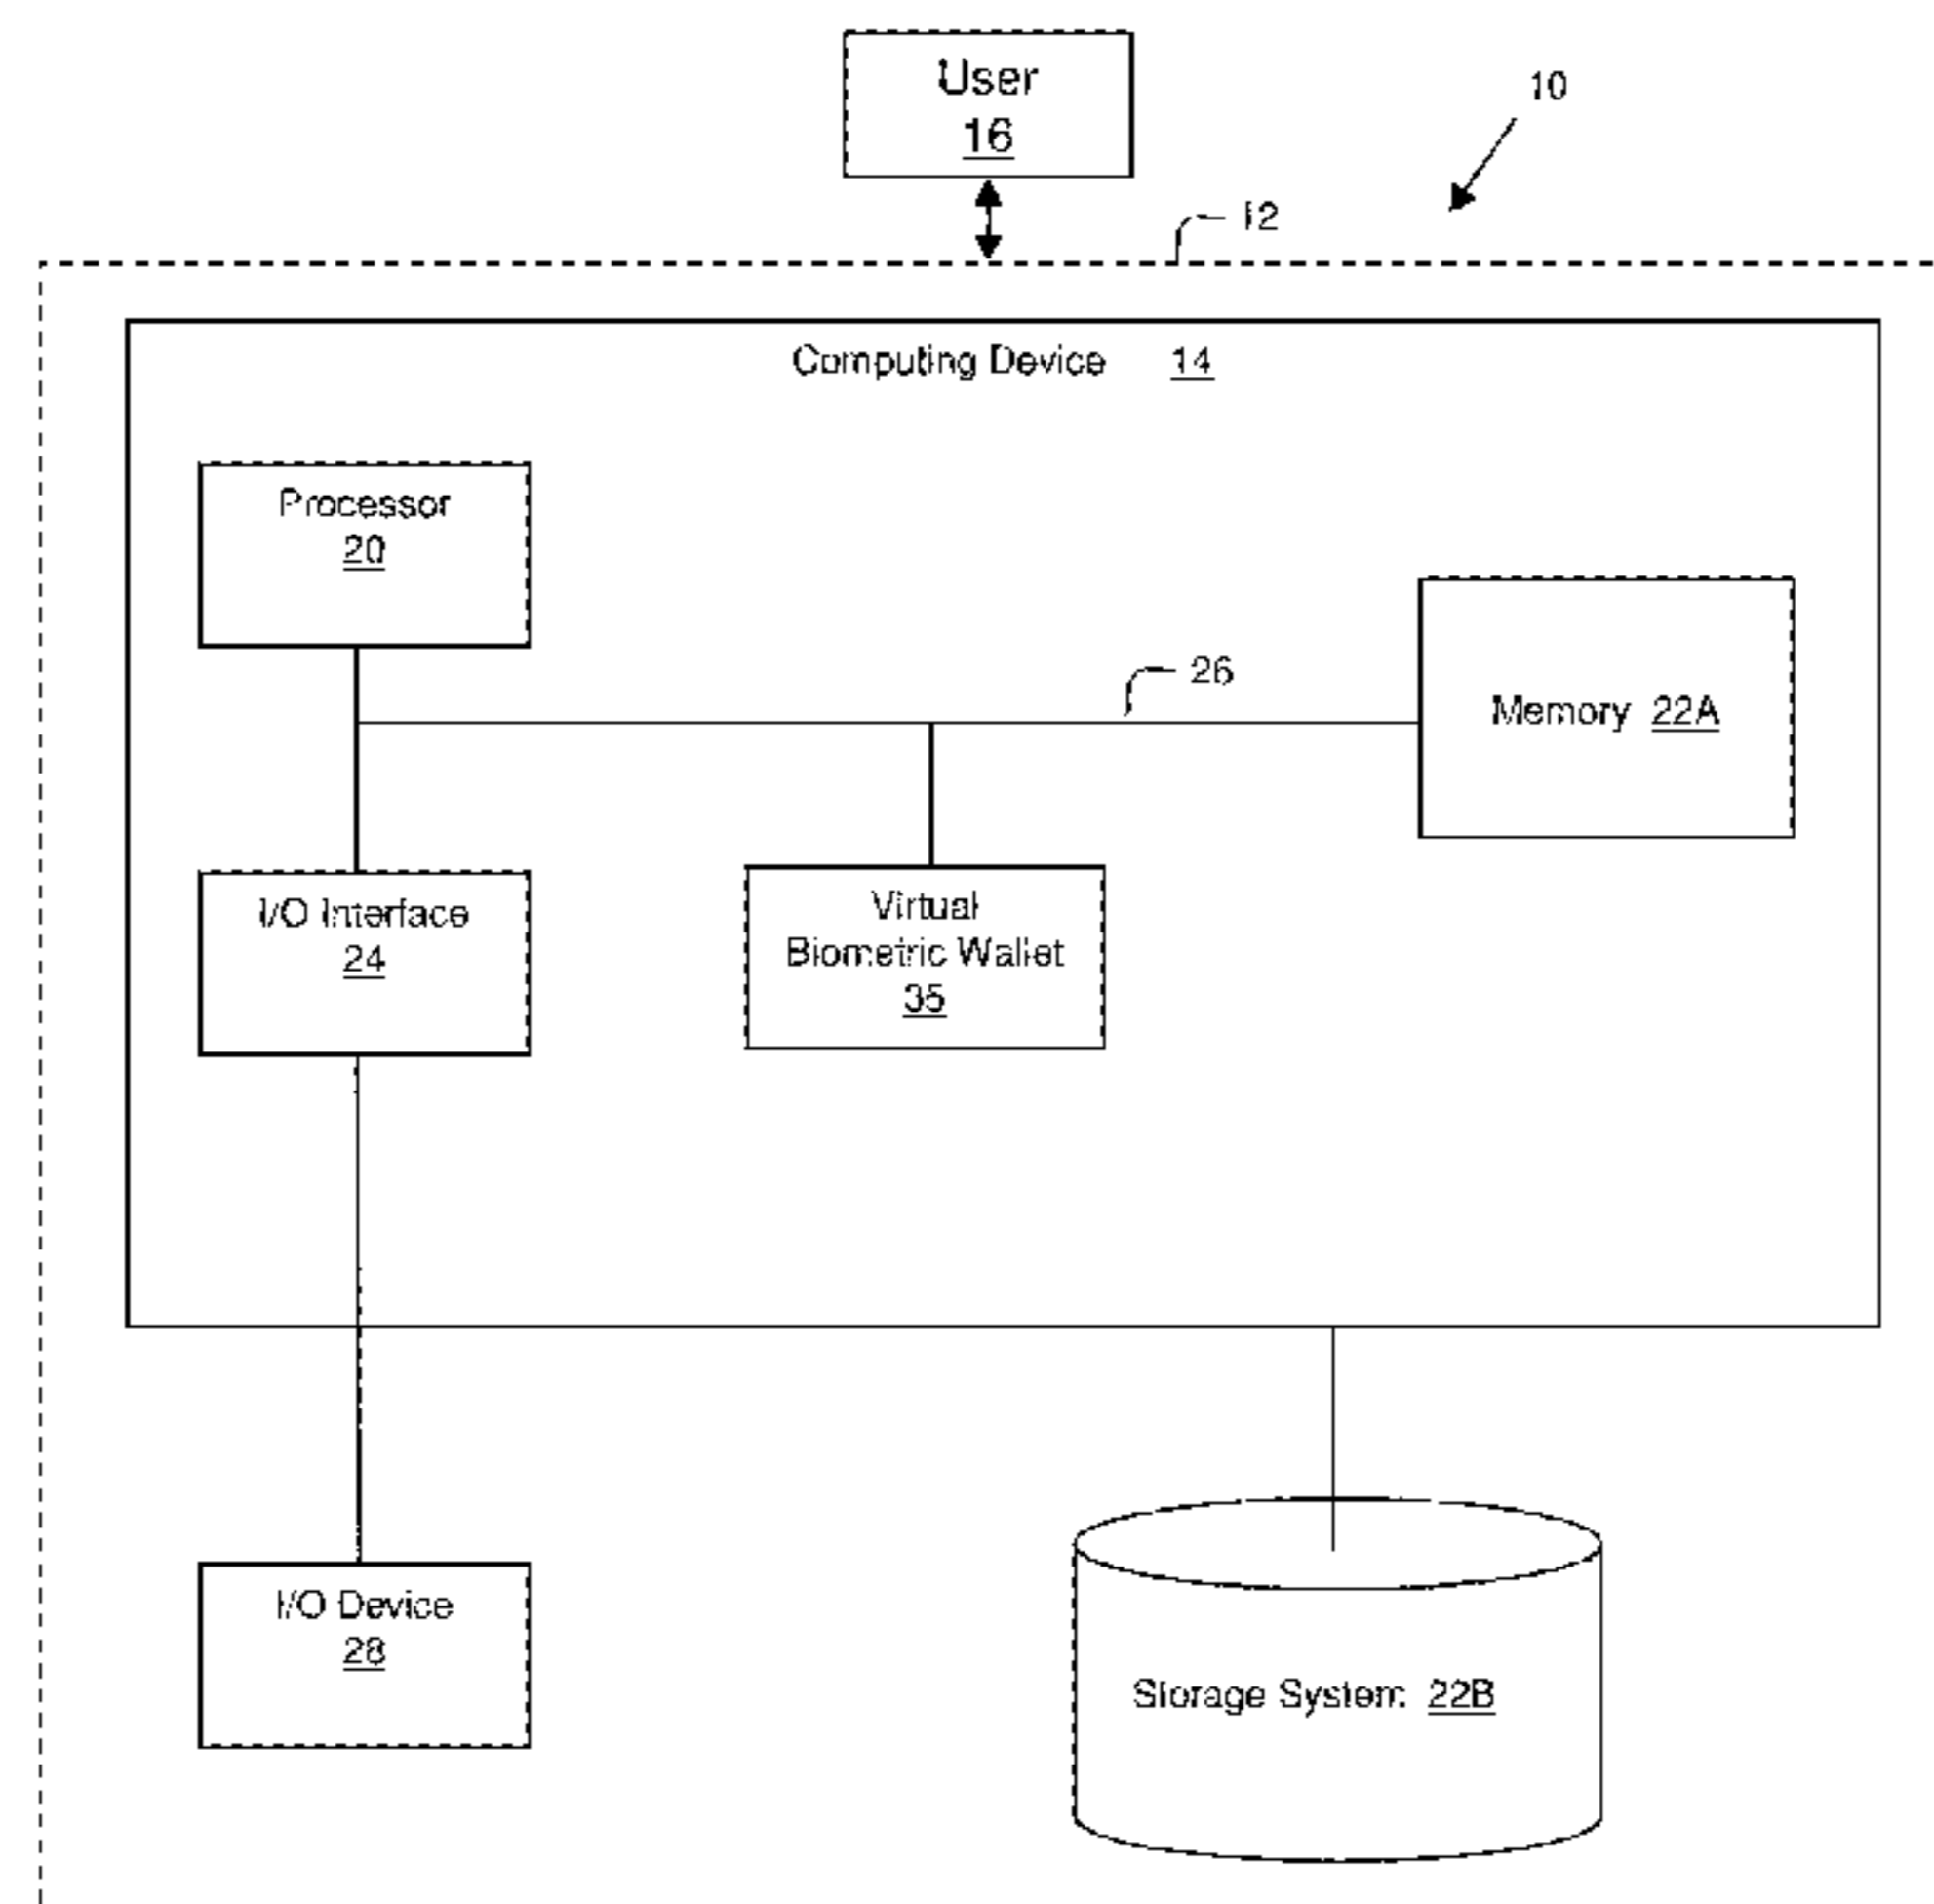 User
16
10
12
Computing Device 14
Processor
20
26
Memory 22A
I/O Interface
24
Virtual
Biometric Wallet
35
I/O Device
28
Storage System 22B